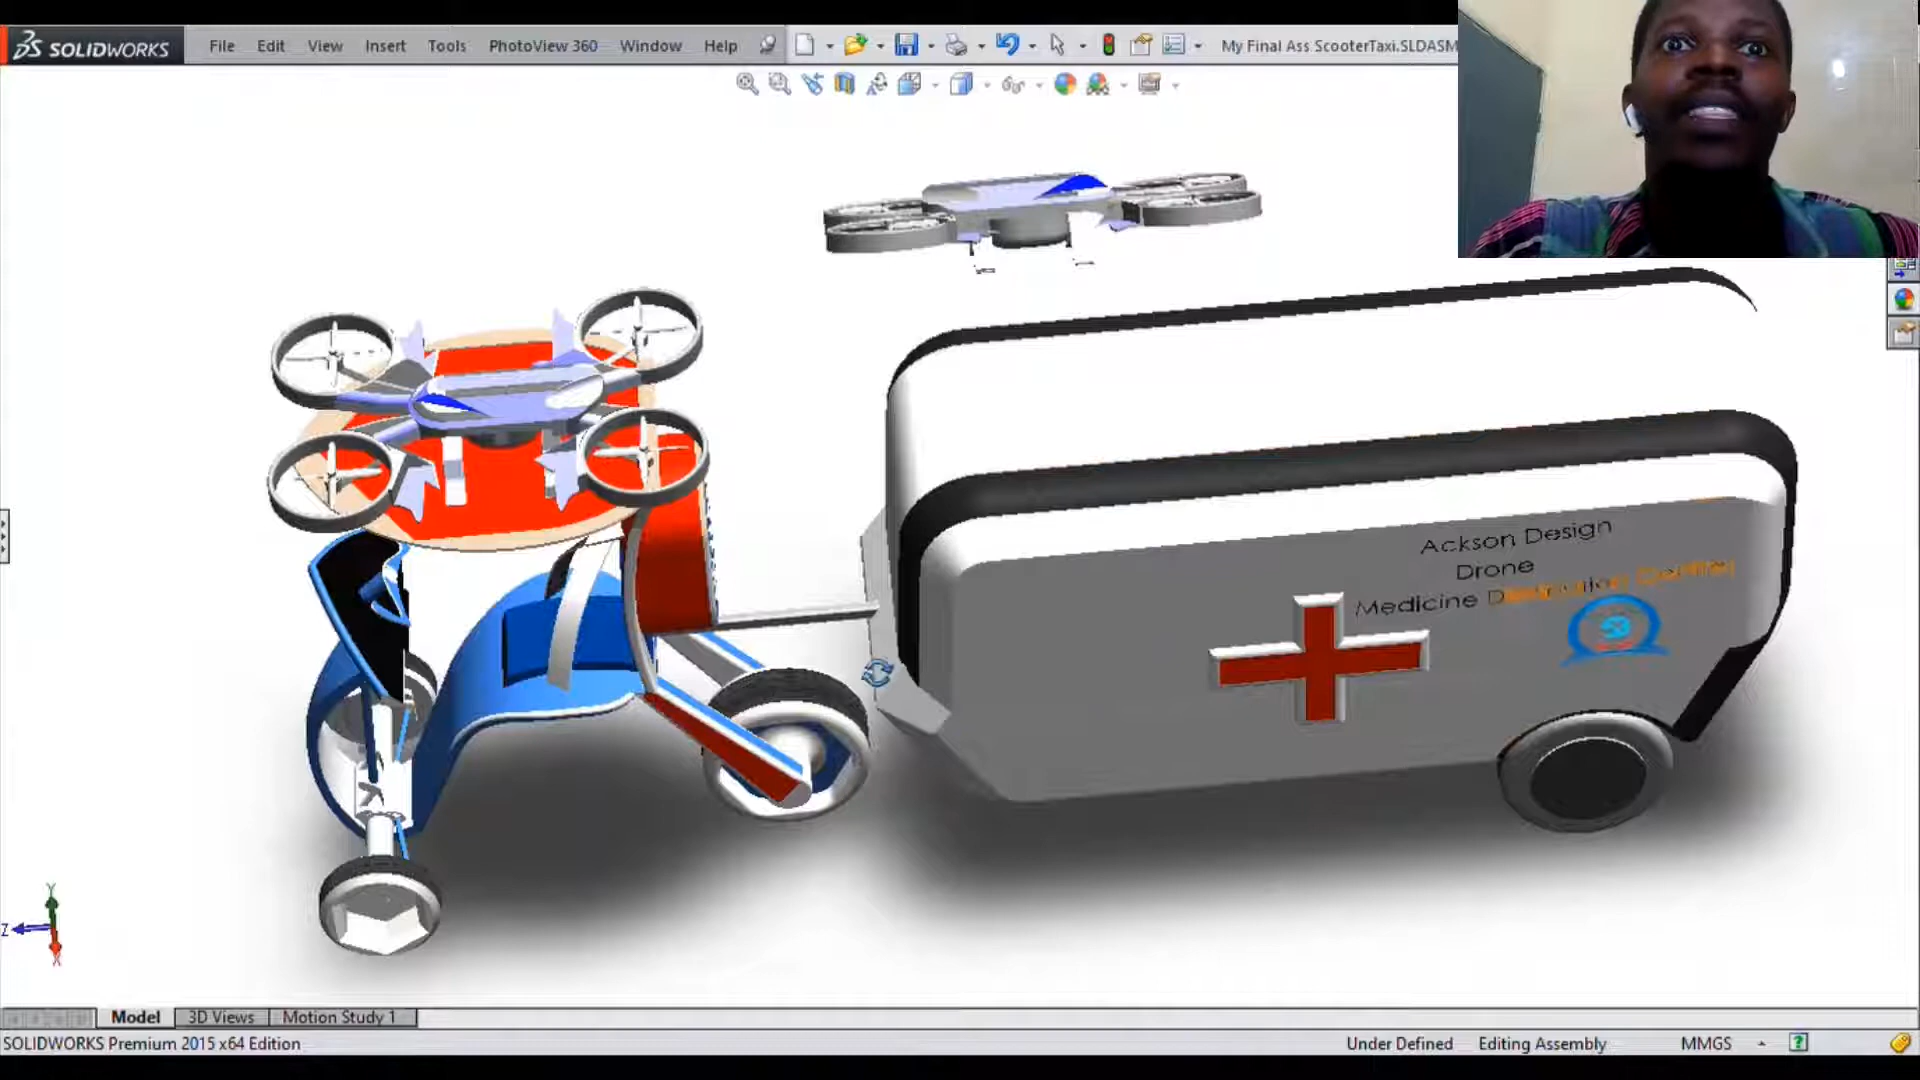 SOLIDWORKS File Edit View Insert Tools PhotoView 360 Window Help My Final Ass ScooterTaxi.SLDASM
Ackson Design
Drone
Medicine
Z
Y
X
Model 3D Views Motion Study 1
SOLIDWORKS Premium 2015 x64 Edition Under Defined Editing Assembly MMGS